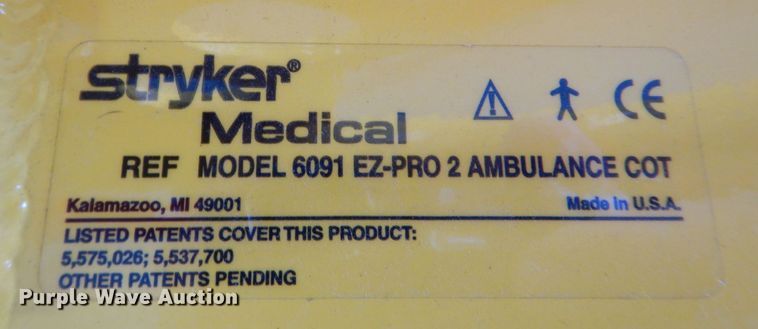 stryker®
Medical
REF MODEL 6091 EZ-PRO 2 AMBULANCE COT
Kalamazoo, MI 49001 Made In U.S.A.
LISTED PATENTS COVER THIS PRODUCT:
5,575,026; 5,537,700
OTHER PATENTS PENDING
Purple Wave Auction